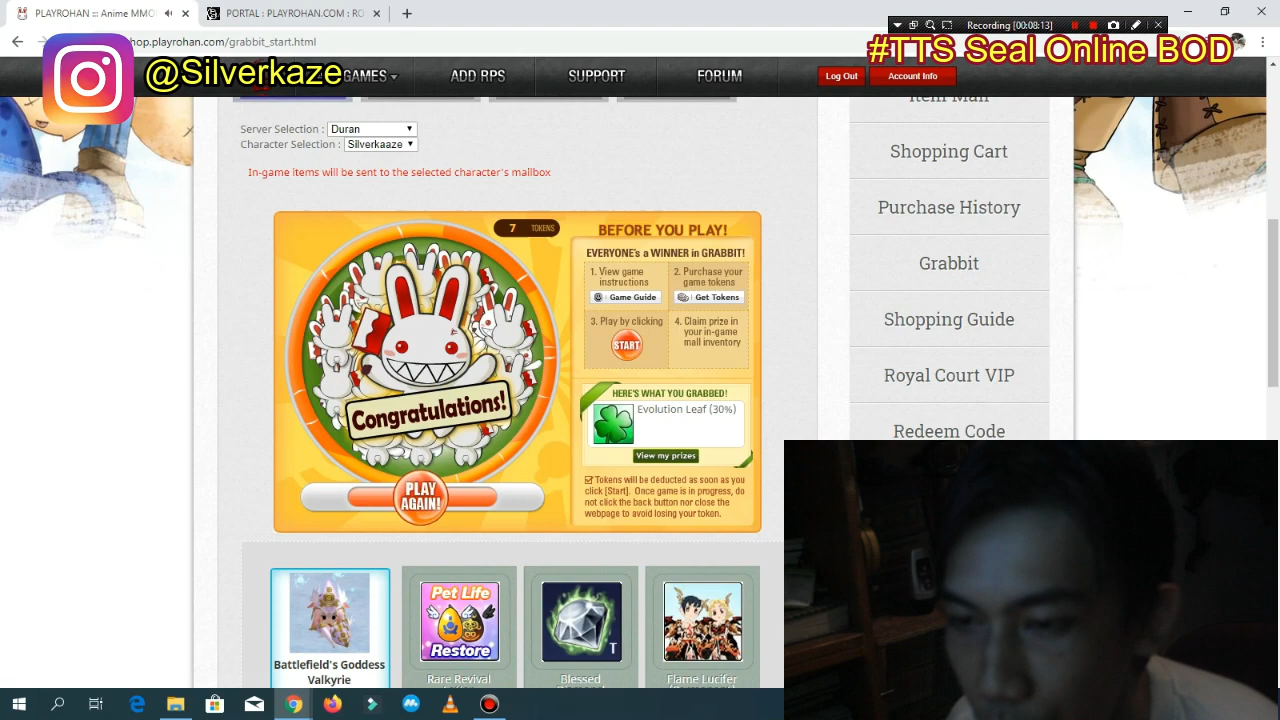 PLAYROHAN :: Anime MMO
PORTAL :: PLAYROHAN.COM : RO
Recording [00:08:13]
hop.playrohan.com/grabbit_start.html
#TTS Seal Online BOD
@Silverkaze
GAMES
ADD RPS
SUPPORT
FORUM
Log Out
Account Info
Item Mall
Server Selection : Duran
Character Selection : Silverkaaze
Shopping Cart
In-game items will be sent to the selected character's mailbox
Purchase History
7 TOKENS
BEFORE YOU PLAY!
EVERYONE's a WINNER in GRABBIT!
1. View game
instructions
Game Guide
2. Purchase your
game tokens
Get Tokens
3. Play by clicking
START
4. Claim prize in
your in-game
mall inventory
Grabbit
Shopping Guide
Royal Court VIP
Redeem Code
Congratulations!
HERE'S WHAT YOU GRABBED!
Evolution Leaf (30%)
View my prizes
PLAY
AGAIN!
Tokens will be deducted as soon as you
click [Start]. Once game is in progress, do
not click the back button nor close the
webpage to avoid losing your token.
Pet Life
Restore
T
Battlefield's Goddess
Valkyrie
Rare Revival
Blessed
Flame Lucifer